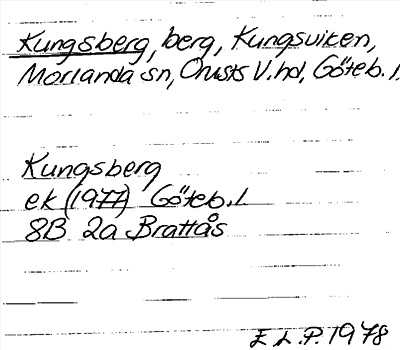 Kungsberg, berg, Kungsviken,
Morlanda sn, Orusts V. hd, Göteb. l.
Kungsberg
ek (1977) Göteb. l.
8B 2a Brattås
E. L. P. 1978